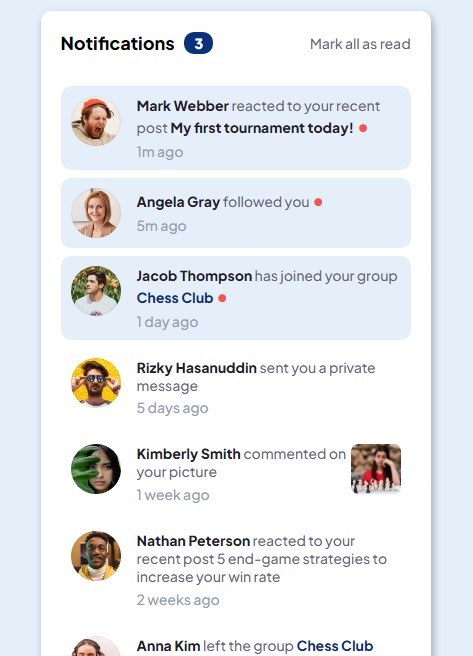 Notifications 3 Mark all as read
Mark Webber reacted to your recent
post My first tournament today!
1m ago
Angela Gray followed you
5m ago
Jacob Thompson has joined your group
Chess Club
1 day ago
Rizky Hasanuddin sent you a private
message
5 days ago
Kimberly Smith commented on
your picture
1 week ago
Nathan Peterson reacted to your
recent post 5 end-game strategies to
increase your win rate
2 weeks ago
Anna Kim left the group Chess Club